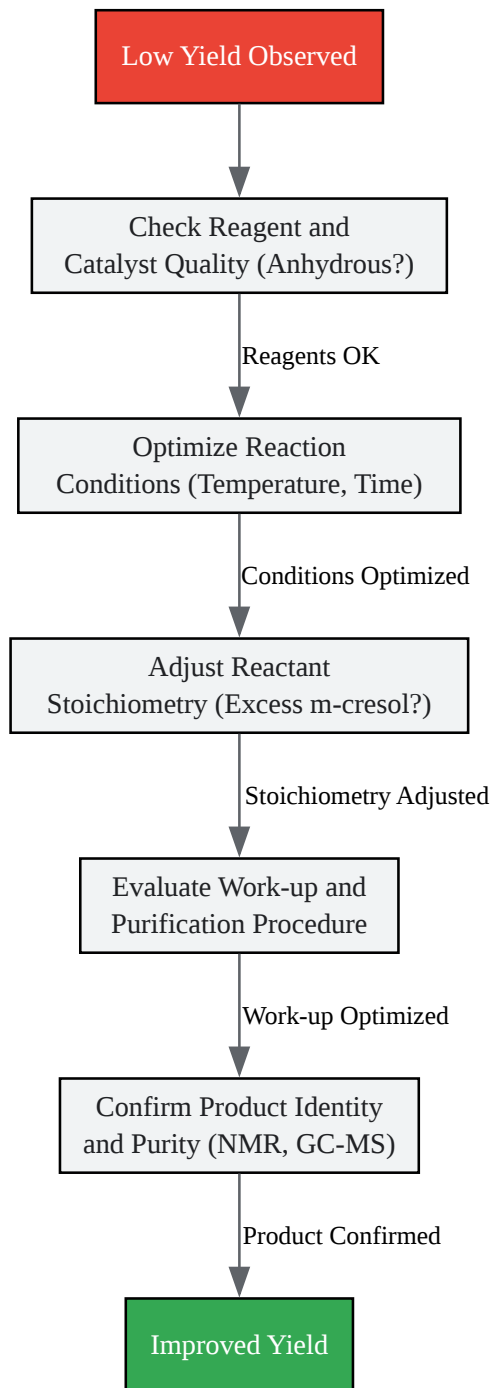 Low Yield Observed
Check Reagent and
Catalyst Quality (Anhydrous?)
Reagents OK
Optimize Reaction
Conditions (Temperature, Time)
Conditions Optimized
Adjust Reactant
Stoichiometry (Excess m-cresol?)
Stoichiometry Adjusted
Evaluate Work-up and
Purification Procedure
Work-up Optimized
Confirm Product Identity
and Purity (NMR, GC-MS)
Product Confirmed
Improved Yield